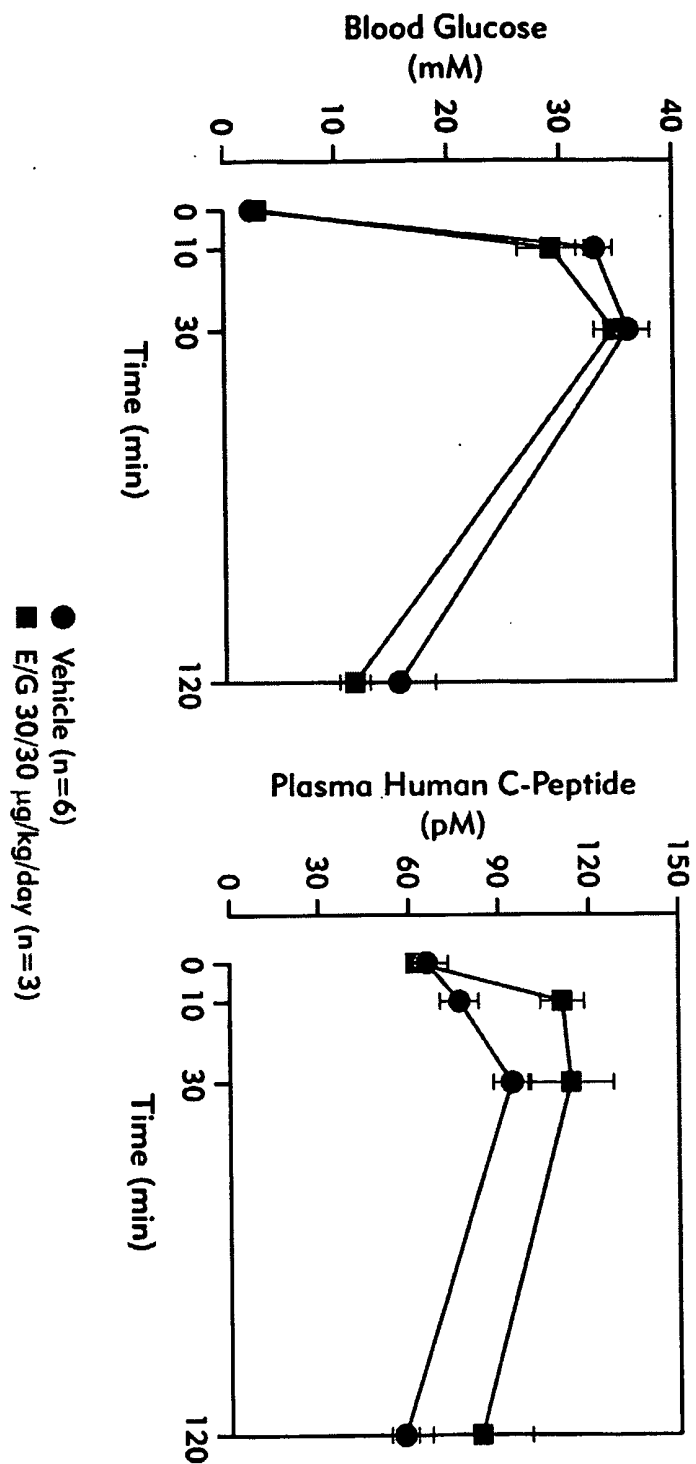 Blood Glucose
(mM)
40
30
20
10
0
0 10 30 120
Time (min)
Plasma Human C-Peptide
(pM)
150
120
90
60
30
0
0 10 30 120
Time (min)
● Vehicle (n=6)
■ E/G 30/30 µg/kg/day (n=3)